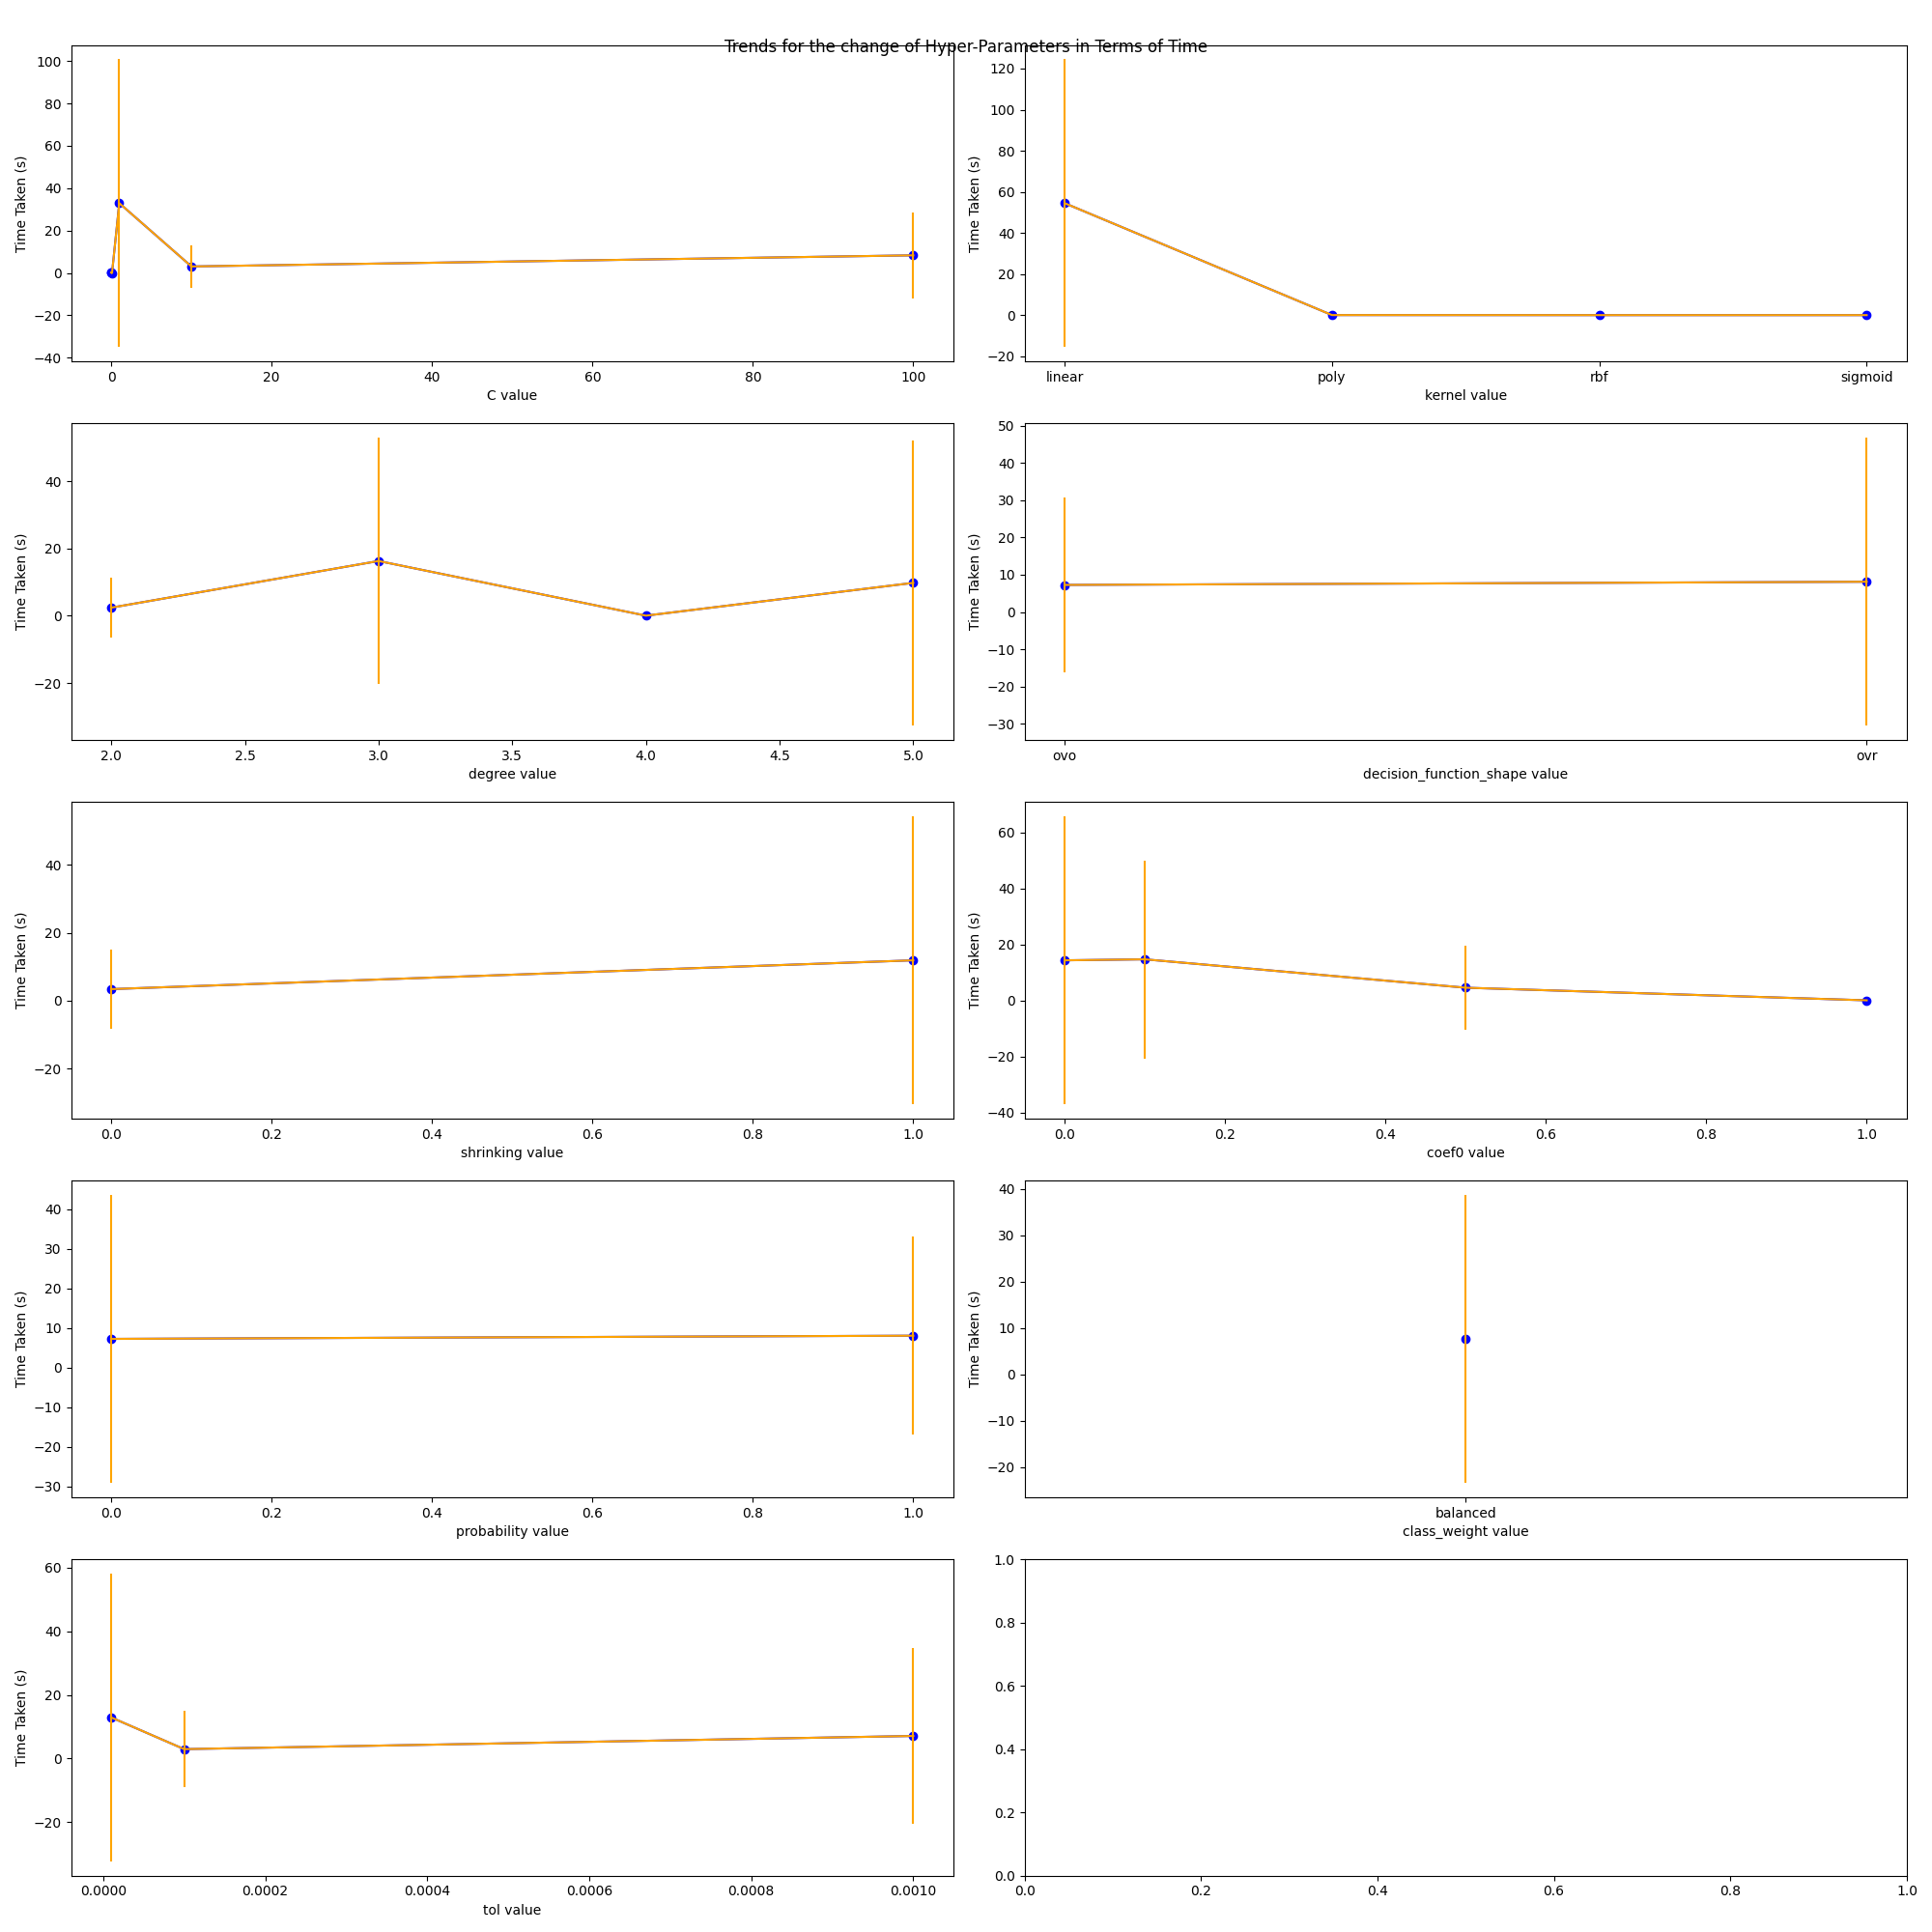 Trends for the change of Hyper-Parameters in Terms of Time
Time Taken (s)
100
80
60
40
20
0
−20
−40
0 20 40 60 80 100
C value
Time Taken (s)
120
100
80
60
40
20
0
−20
linear poly rbf sigmoid
kernel value
Time Taken (s)
40
20
0
−20
2.0 2.5 3.0 3.5 4.0 4.5 5.0
degree value
Time Taken (s)
50
40
30
20
10
0
−10
−20
−30
ovo ovr
decision_function_shape value
Time Taken (s)
40
20
0
−20
0.0 0.2 0.4 0.6 0.8 1.0
shrinking value
Time Taken (s)
60
40
20
0
−20
−40
0.0 0.2 0.4 0.6 0.8 1.0
coef0 value
Time Taken (s)
40
30
20
10
0
−10
−20
−30
0.0 0.2 0.4 0.6 0.8 1.0
probability value
Time Taken (s)
40
30
20
10
0
−10
−20
balanced
class_weight value
Time Taken (s)
60
40
20
0
−20
0.0000 0.0002 0.0004 0.0006 0.0008 0.0010
tol value
1.0
0.8
0.6
0.4
0.2
0.0
0.0 0.2 0.4 0.6 0.8 1.0